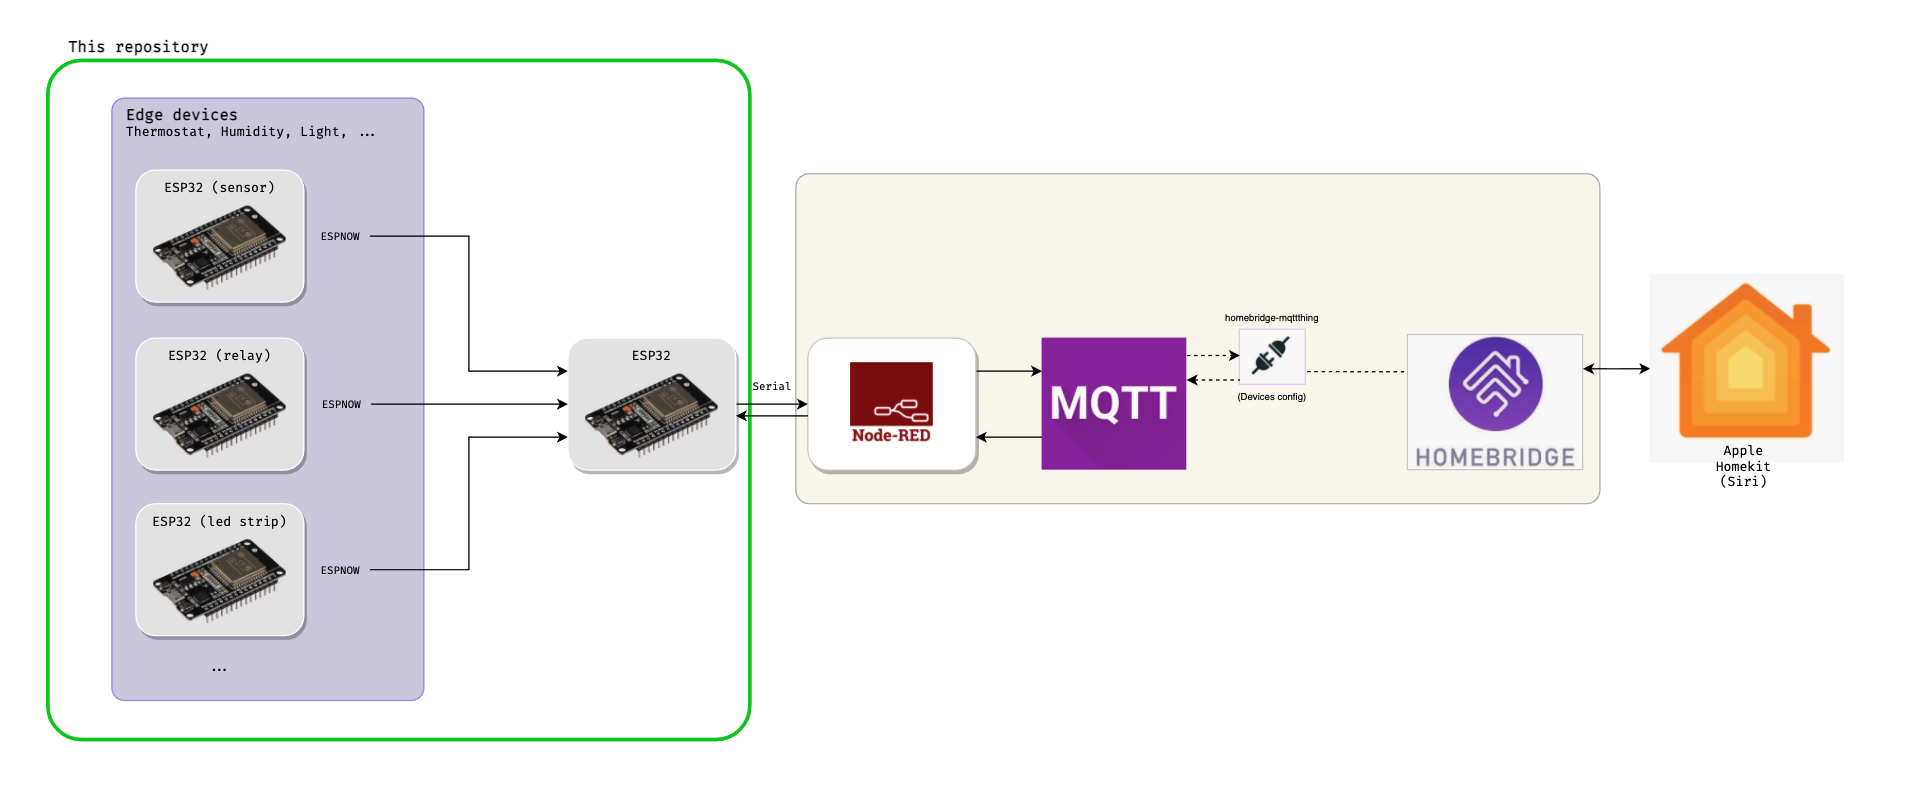 This repository
Edge devices
Thermostat, Humidity, Light, ...
ESP32 (sensor)
ESPNOW
ESP32 (relay)
ESPNOW
ESP32 (led strip)
ESPNOW
...
ESP32
Serial
Node-RED
MQTT
homebridge-mqttthing
(Devices config)
HOMEBRIDGE
Apple
Homekit
(Siri)